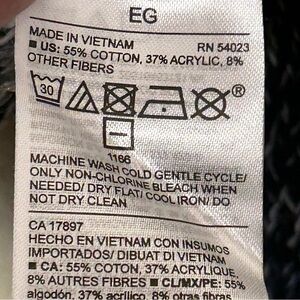 EG
MADE IN VIETNAM RN 54023
■ US: 55% COTTON, 37% ACRYLIC, 8%
OTHER FIBERS
30 ®
1166
MACHINE WASH COLD GENTLE CYCLE/
ONLY NON-CHLORINE BLEACH WHEN
NEEDED/ DRY FLAT/ COOL IRON/ DO
NOT DRY CLEAN
CA 17897
HECHO EN VIETNAM CON INSUMOS
IMPORTADOS/ DIBUAT DI VIETNAM
■ CA: 55% COTON, 37% ACRYLIQUE,
8% AUTRES FIBRES ■ CL/MX/PE: 55%
algodón, 37% acrílico, 8% otras fibras